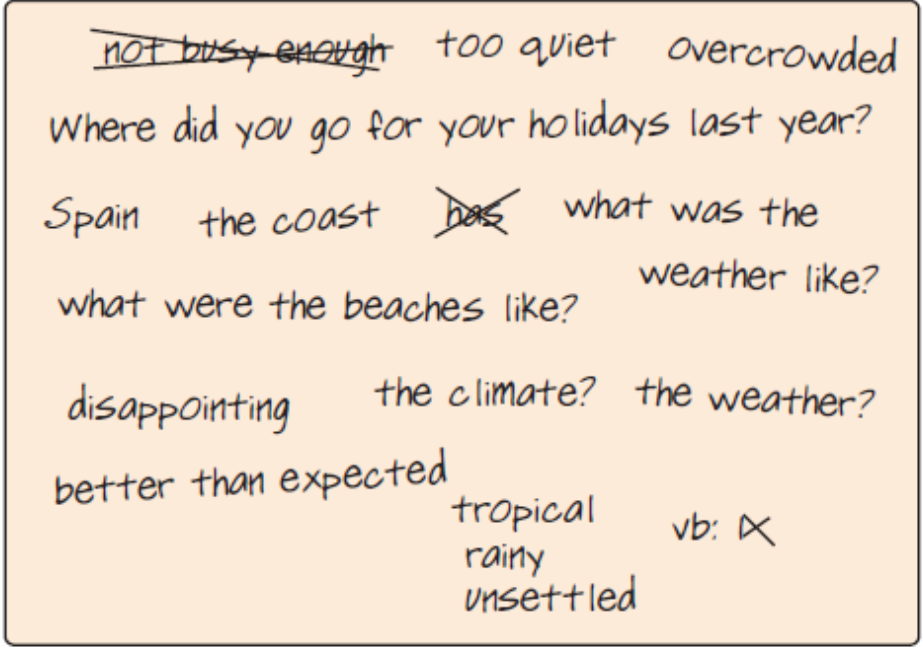 not busy enough too quiet overcrowded
Where did you go for your holidays last year?
Spain the coast has what was the
weather like?
what were the beaches like?
disappointing the climate? the weather?
better than expected
tropical
rainy vb:
unsettled